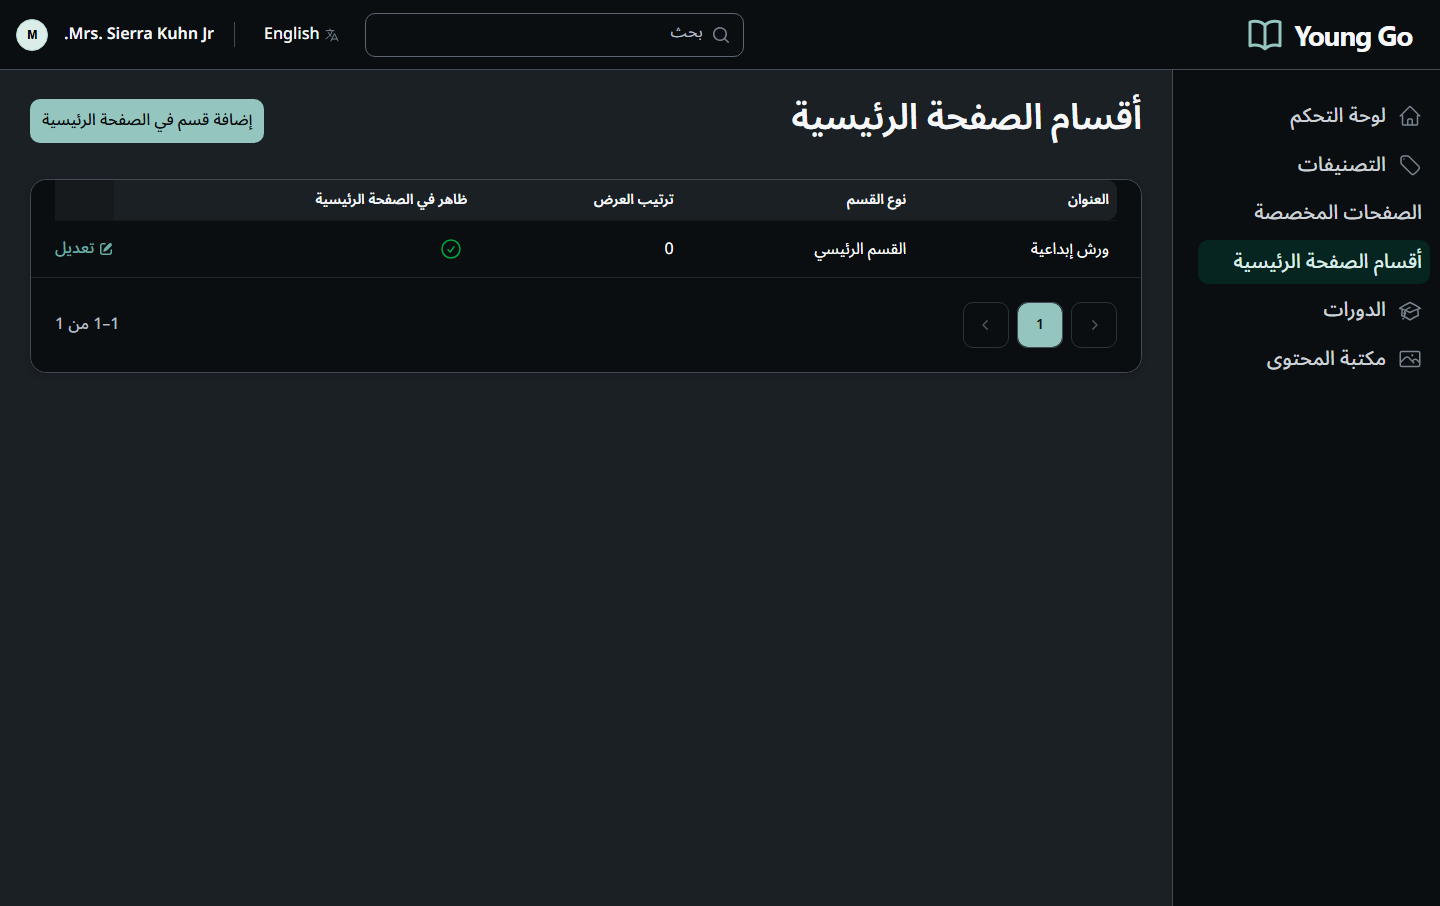 Young Go
بحث
English
Mrs. Sierra Kuhn Jr.
M
لوحة التحكم
التصنيفات
الصفحات المخصصة
أقسام الصفحة الرئيسية
الدورات
مكتبة المحتوى
أقسام الصفحة الرئيسية
إضافة قسم في الصفحة الرئيسية
العنوان نوع القسم ترتيب العرض ظاهر في الصفحة الرئيسية
ورش إبداعية القسم الرئيسي 0 تعديل
1
1–1 من 1